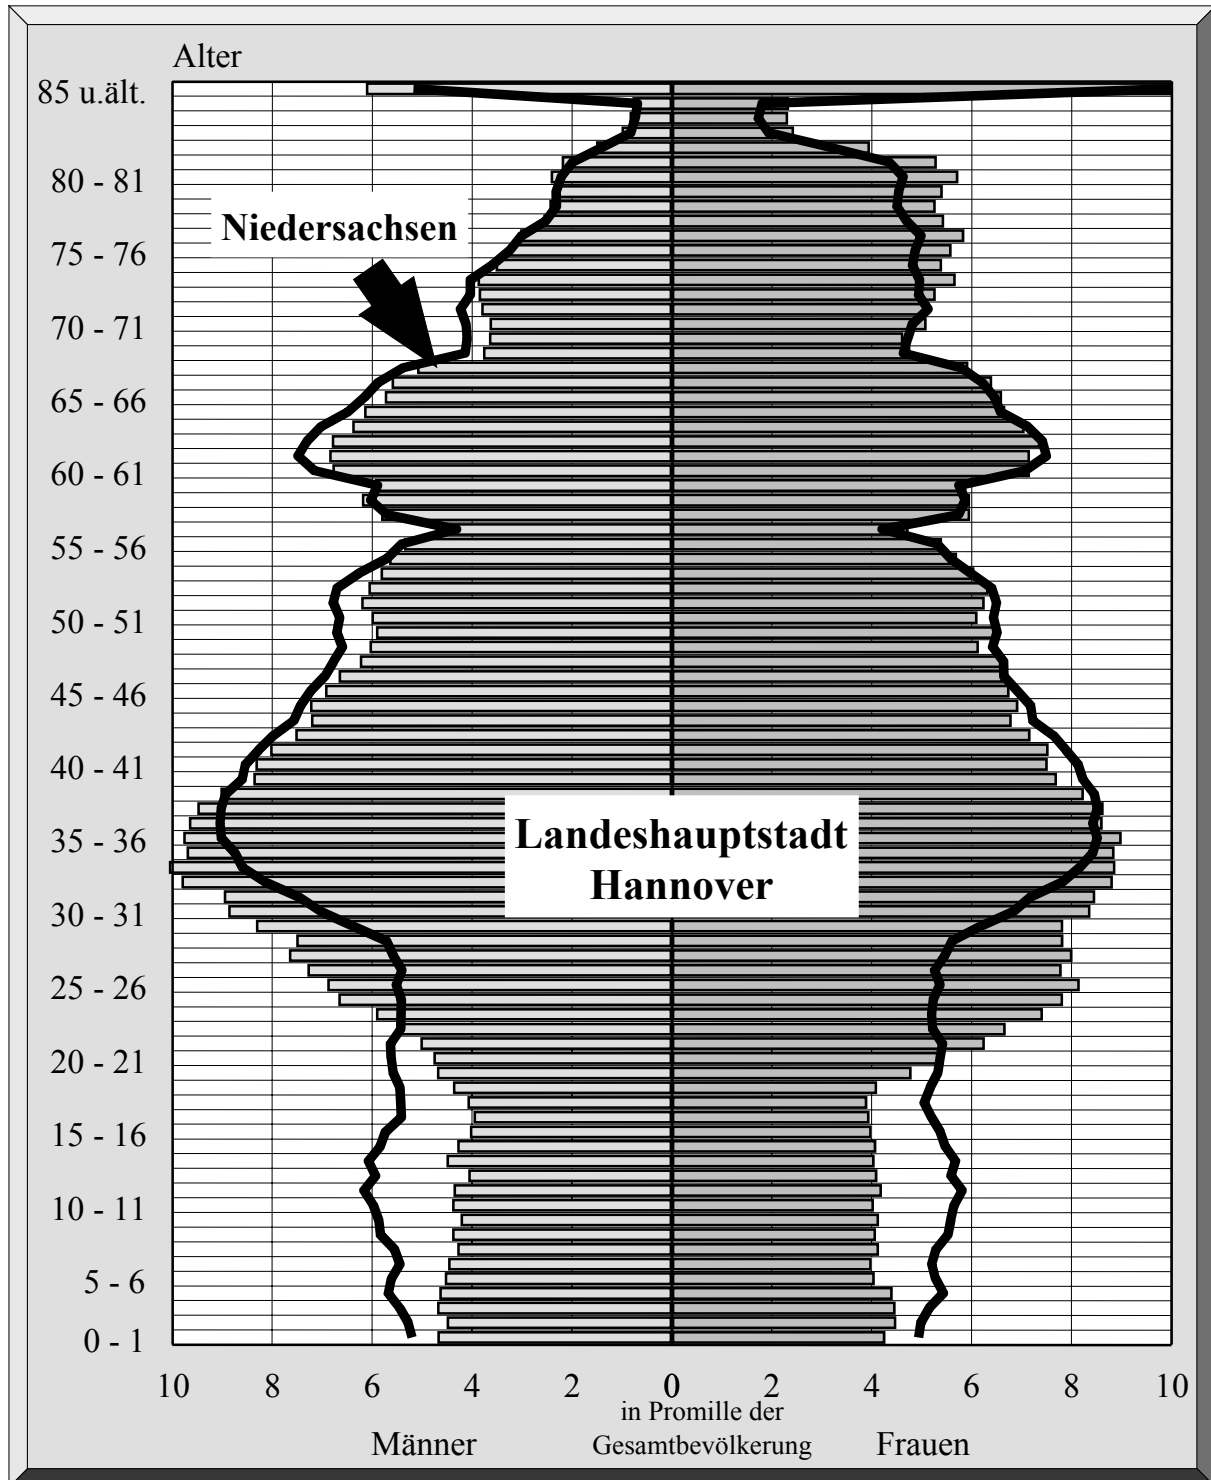 Alter
85 u.ält.
80 - 81
Niedersachsen
75 - 76
70 - 71
65 - 66
60 - 61
55 - 56
50 - 51
45 - 46
40 - 41
Landeshauptstadt
Hannover
35 - 36
30 - 31
25 - 26
20 - 21
15 - 16
10 - 11
5 - 6
0 - 1
10 8 6 4 2 0 2 4 6 8 10
in Promille der
Männer Gesamtbevölkerung Frauen